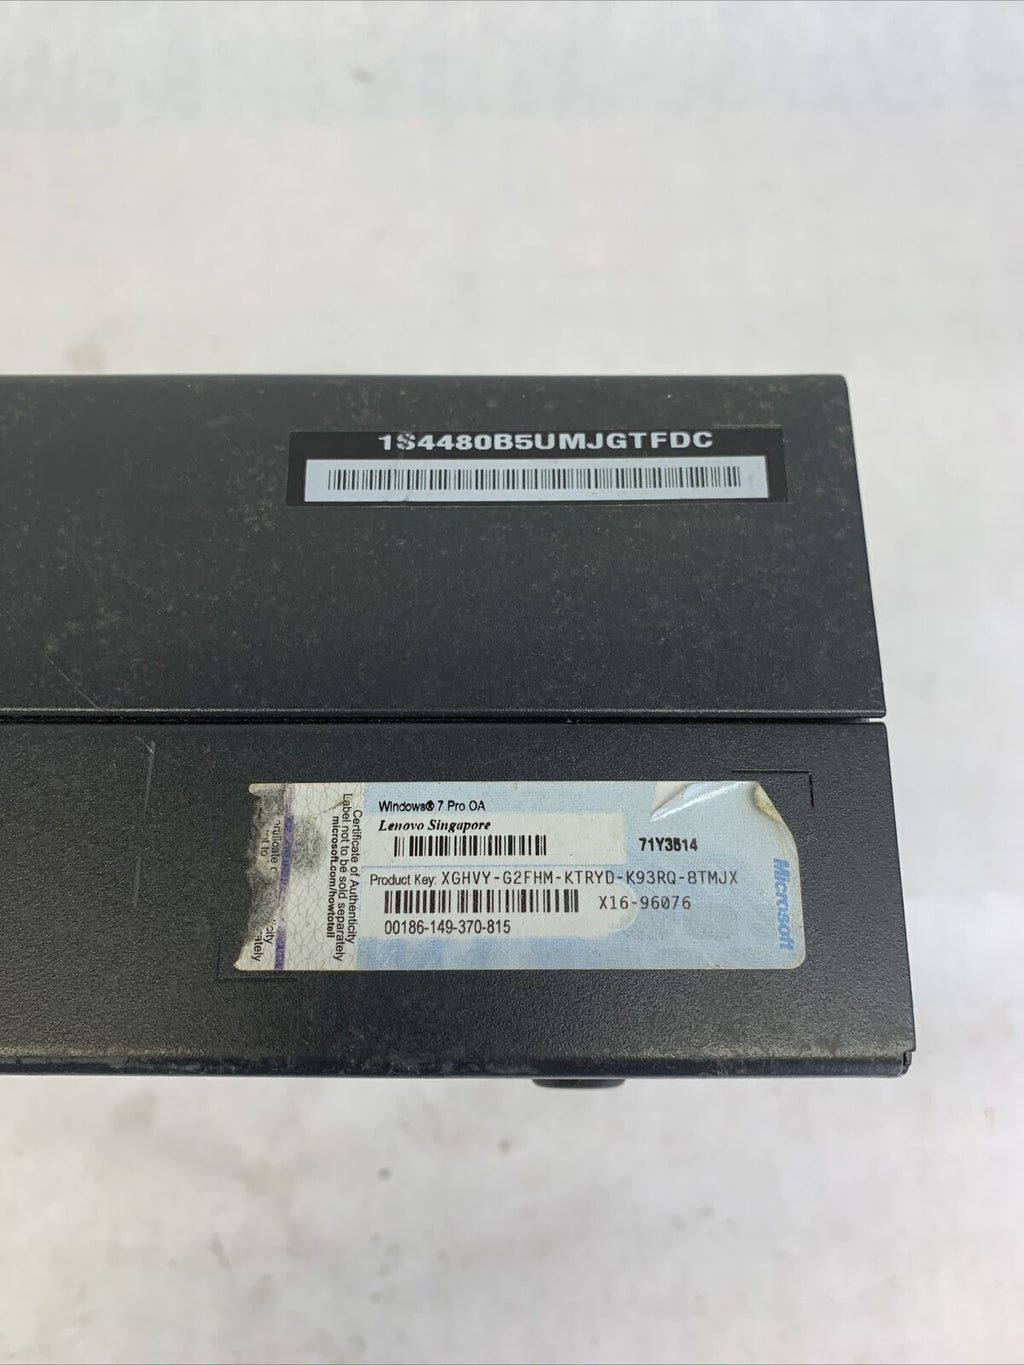 1S4480B5UMJGTFDC
Windows® 7 Pro OA
Lenovo Singapore
71Y3514
Product Key: XGHVY-G2FHM-KTRYD-K93RQ-8TMJX
X16-96076
00186-149-370-815
Certificate of Authenticity
Label not to be sold separately
microsoft.com/howtotell
Microsoft